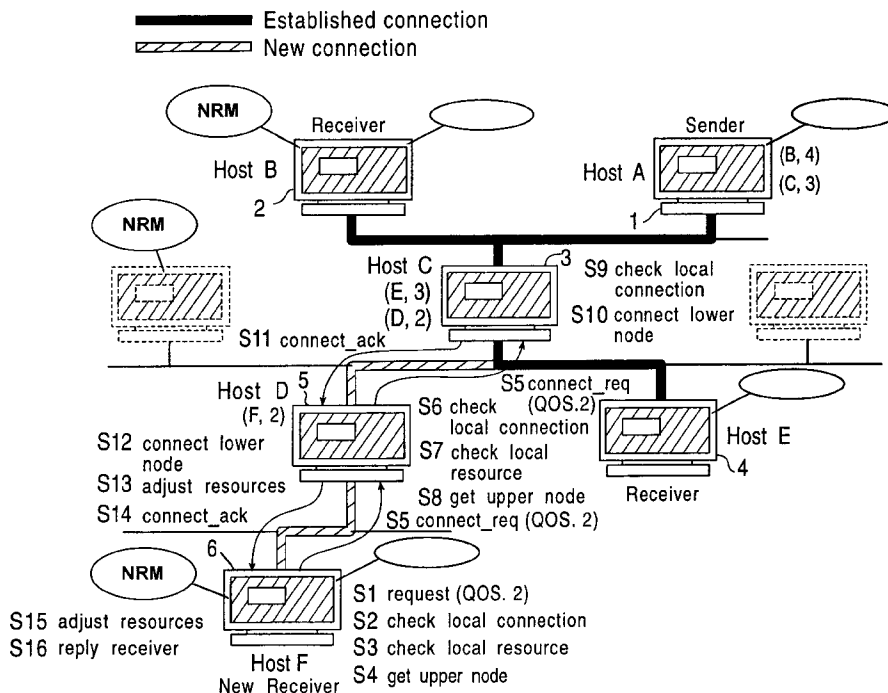 Established connection
New connection
NRM
Receiver
Sender
Host B
2
Host A
(B, 4)
(C, 3)
1
NRM
Host C
(E, 3)
(D, 2)
3
S9 check local
connection
S10 connect lower
node
S11 connect_ack
5
Host D
(F, 2)
S5 connect_req
(QOS.2)
S6 check
local connection
S7 check local
resource
S8 get upper node
S5 connect_req (QOS. 2)
Host E
4
Receiver
S12 connect lower
node
S13 adjust resources
S14 connect_ack
6
NRM
S15 adjust resources
S16 reply receiver
Host F
New Receiver
S1 request (QOS. 2)
S2 check local connection
S3 check local resource
S4 get upper node